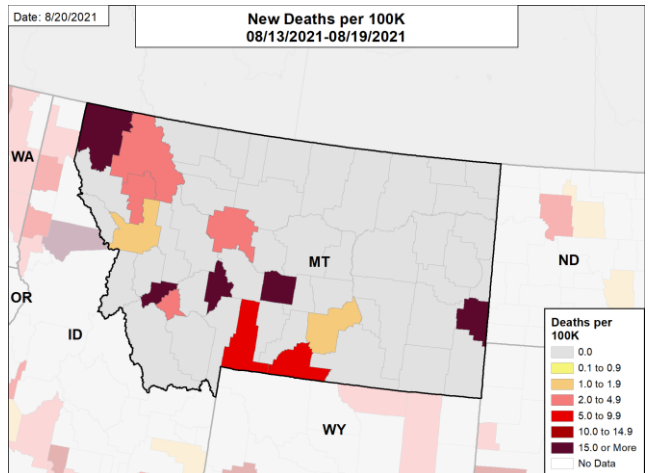 Date: 8/20/2021
New Deaths per 100K
08/13/2021-08/19/2021
WA
MT
ND
OR
ID
WY
Deaths per
100K
0.0
0.1 to 0.9
1.0 to 1.9
2.0 to 4.9
5.0 to 9.9
10.0 to 14.9
15.0 or More
No Data